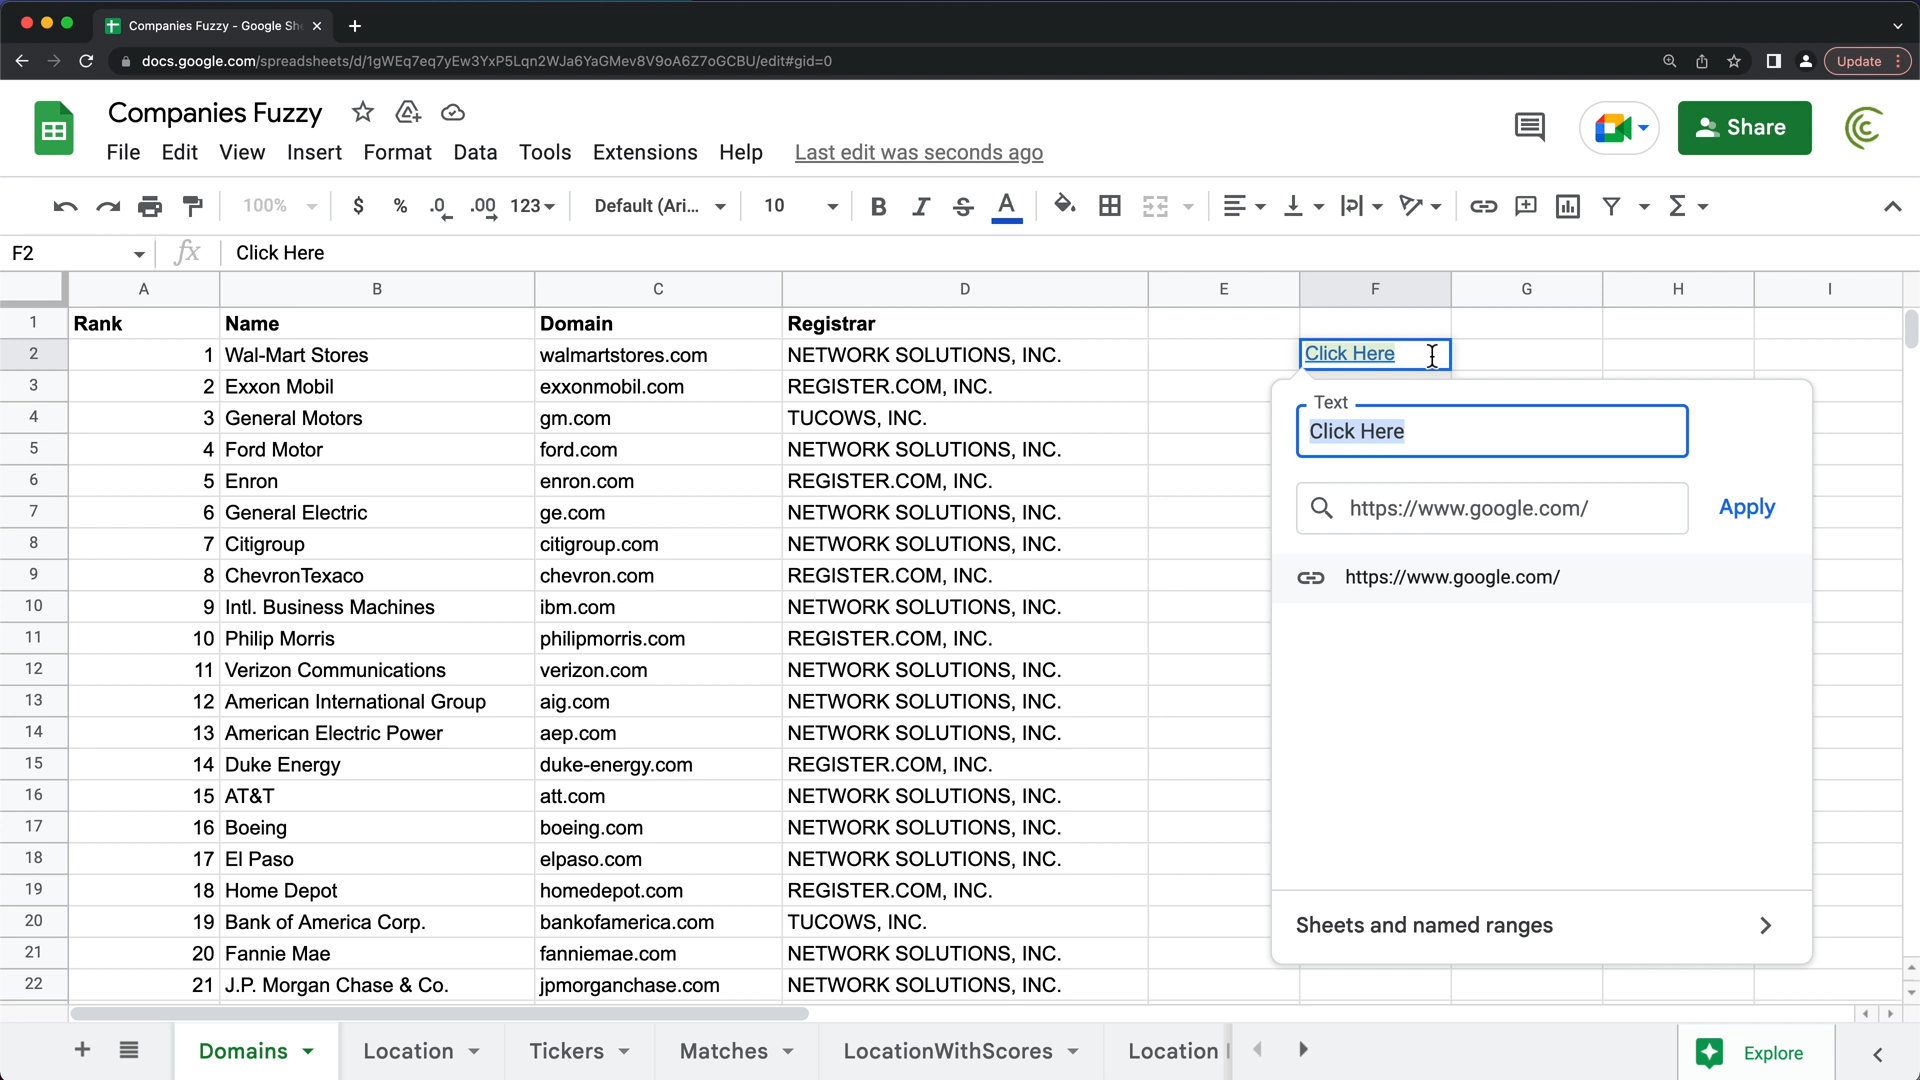 Companies Fuzzy - Google She
docs.google.com/spreadsheets/d/1gWEq7eq7yEw3YxP5Lqn2WJa6YaGMev8V9oA6Z7oGCBU/edit#gid=0
Update
Companies Fuzzy
Share
File Edit View Insert Format Data Tools Extensions Help Last edit was seconds ago
100% $ % .0 .00 123 Default (Ari... 10 B I S A
F2 fx Click Here
A B C D E F G H I
1 Rank Name Domain Registrar
2 1 Wal-Mart Stores walmartstores.com NETWORK SOLUTIONS, INC. Click Here
3 2 Exxon Mobil exxonmobil.com REGISTER.COM, INC.
4 3 General Motors gm.com TUCOWS, INC.
5 4 Ford Motor ford.com NETWORK SOLUTIONS, INC.
6 5 Enron enron.com REGISTER.COM, INC.
7 6 General Electric ge.com NETWORK SOLUTIONS, INC.
8 7 Citigroup citigroup.com NETWORK SOLUTIONS, INC.
9 8 ChevronTexaco chevron.com REGISTER.COM, INC.
10 9 Intl. Business Machines ibm.com NETWORK SOLUTIONS, INC.
11 10 Philip Morris philipmorris.com REGISTER.COM, INC.
12 11 Verizon Communications verizon.com NETWORK SOLUTIONS, INC.
13 12 American International Group aig.com NETWORK SOLUTIONS, INC.
14 13 American Electric Power aep.com NETWORK SOLUTIONS, INC.
15 14 Duke Energy duke-energy.com REGISTER.COM, INC.
16 15 AT&T att.com NETWORK SOLUTIONS, INC.
17 16 Boeing boeing.com NETWORK SOLUTIONS, INC.
18 17 El Paso elpaso.com NETWORK SOLUTIONS, INC.
19 18 Home Depot homedepot.com REGISTER.COM, INC.
20 19 Bank of America Corp. bankofamerica.com TUCOWS, INC.
21 20 Fannie Mae fanniemae.com NETWORK SOLUTIONS, INC.
22 21 J.P. Morgan Chase & Co. jpmorganchase.com NETWORK SOLUTIONS, INC.
Text
Click Here
https://www.google.com/ Apply
https://www.google.com/
Sheets and named ranges
Domains Location Tickers Matches LocationWithScores Location
Explore